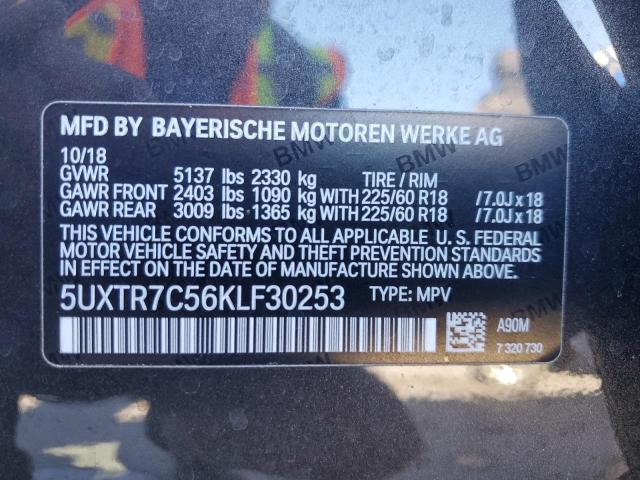 MFD BY BAYERISCHE MOTOREN WERKE AG
10/18
GVWR 5137 lbs 2330 kg TIRE / RIM
GAWR FRONT 2403 lbs 1090 kg WITH 225/60 R18 /7.0J x 18
GAWR REAR 3009 lbs 1365 kg WITH 225/60 R18 /7.0J x 18
THIS VEHICLE CONFORMS TO ALL APPLICABLE U. S. FEDERAL
MOTOR VEHICLE SAFETY AND THEFT PREVENTION STANDARDS
IN EFFECT ON THE DATE OF MANUFACTURE SHOWN ABOVE.
5UXTR7C56KLF30253 TYPE: MPV
A90M
7 320 730